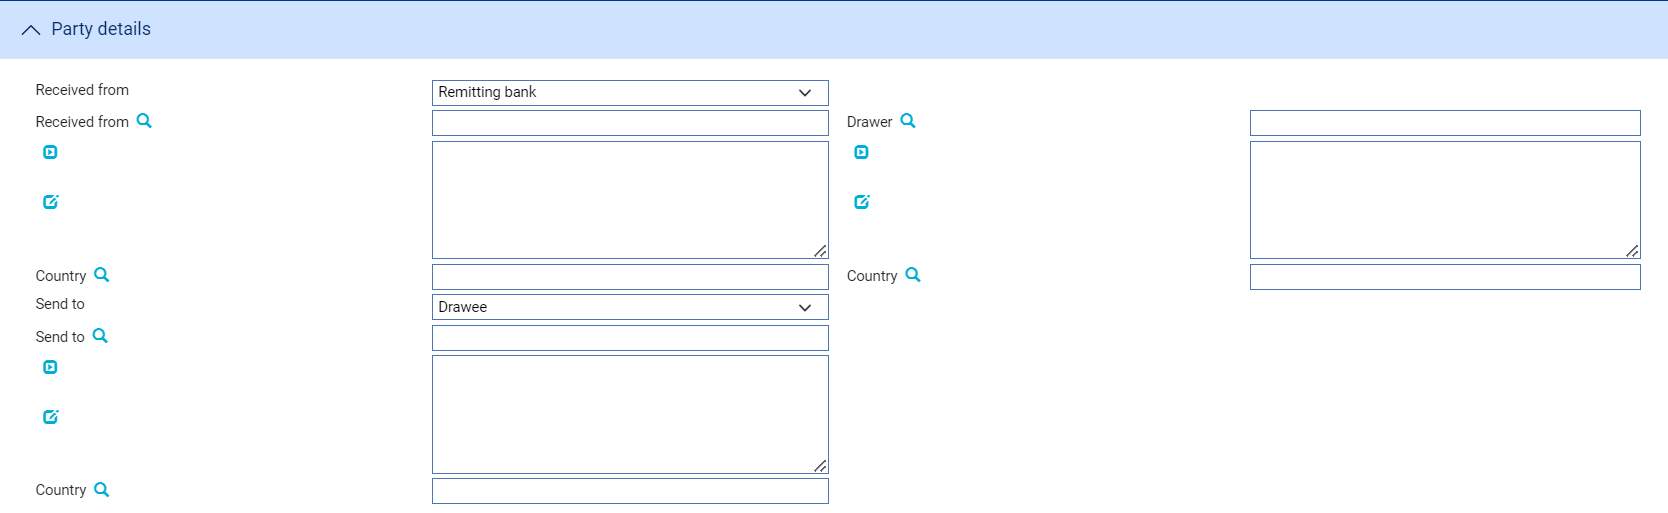 Party details
Received from Remitting bank
Received from Drawer
Country Country
Send to Drawee
Send to
Country